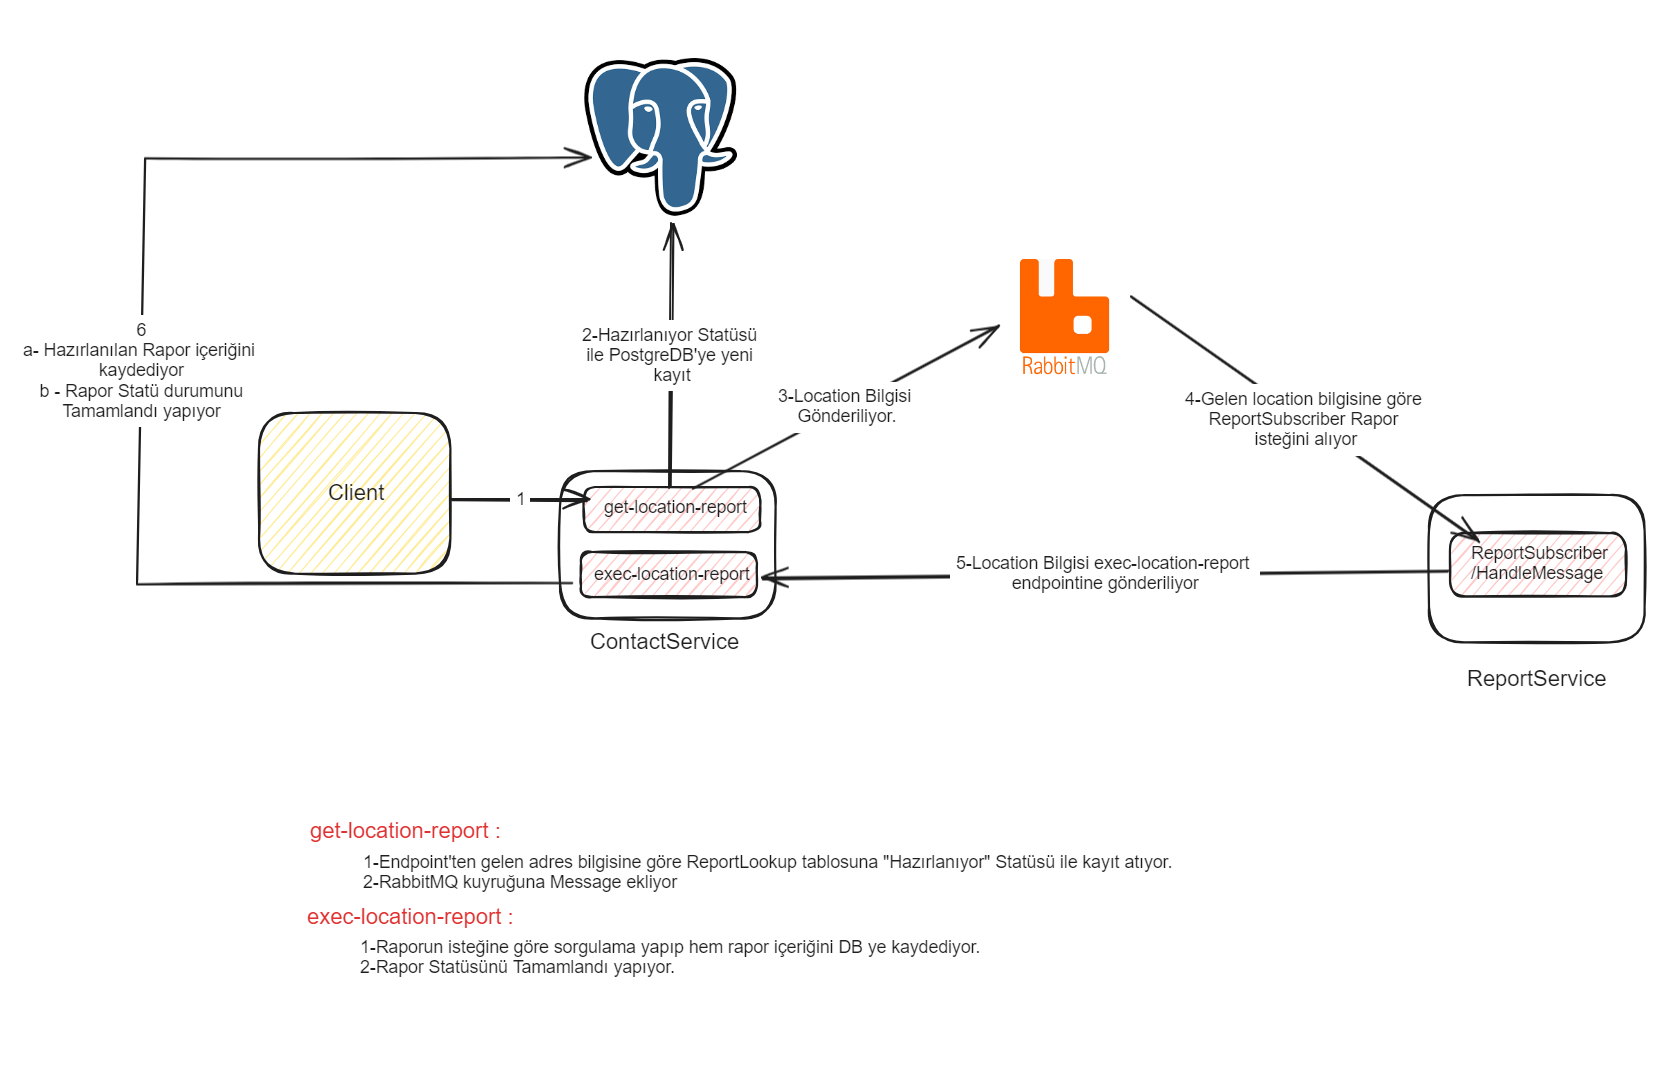 2-Hazırlanıyor Statüsü
ile PostgreDB'ye yeni
kayıt
RabbitMQ
6
a- Hazırlanılan Rapor içeriğini
kaydediyor
b - Rapor Statü durumunu
Tamamlandı yapıyor
3-Location Bilgisi
Gönderiliyor.
4-Gelen location bilgisine göre
ReportSubscriber Rapor
isteğini alıyor
Client
1
get-location-report
exec-location-report
ContactService
5-Location Bilgisi exec-location-report
endpointine gönderiliyor
ReportSubscriber
/HandleMessage
ReportService
get-location-report :
1-Endpoint'ten gelen adres bilgisine göre ReportLookup tablosuna "Hazırlanıyor" Statüsü ile kayıt atıyor.
2-RabbitMQ kuyruğuna Message ekliyor
exec-location-report :
1-Raporun isteğine göre sorgulama yapıp hem rapor içeriğini DB ye kaydediyor.
2-Rapor Statüsünü Tamamlandı yapıyor.